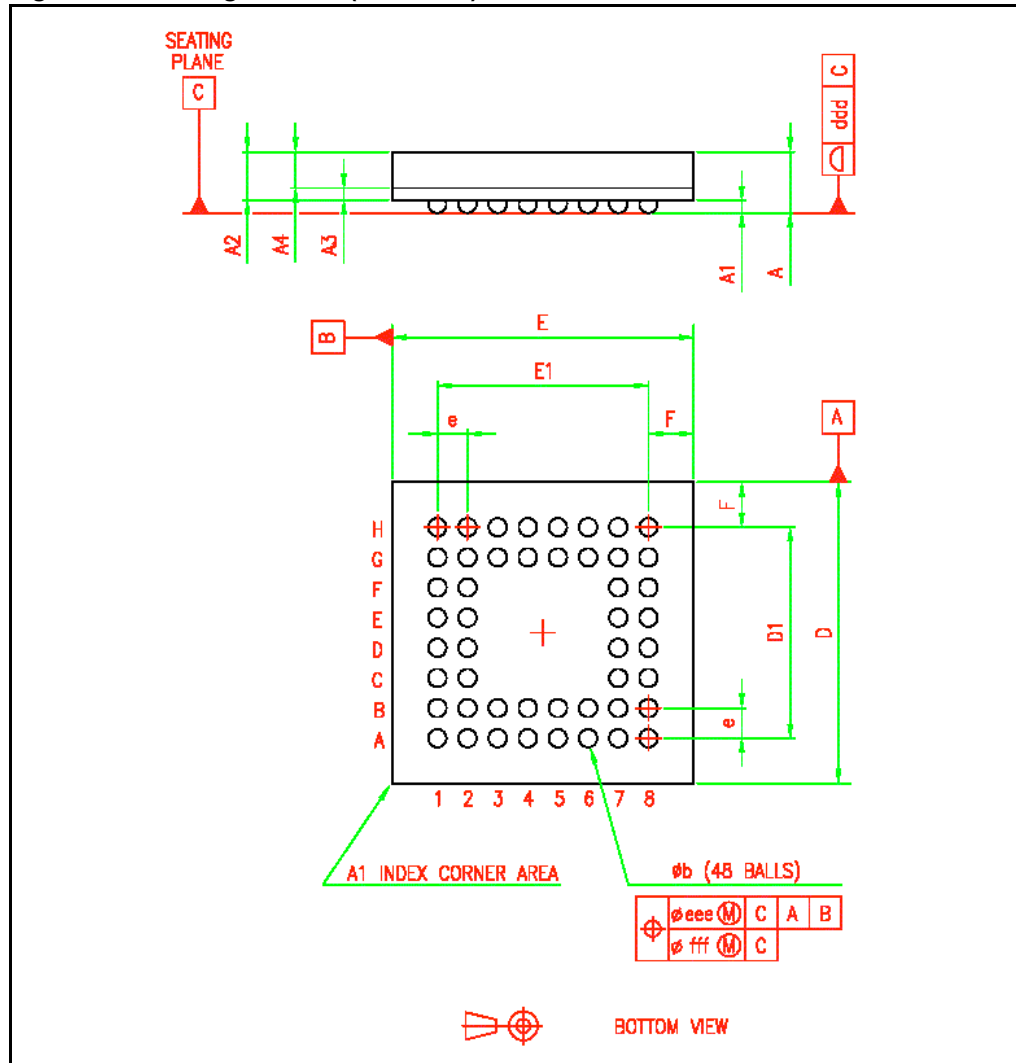 SEATING
PLANE
C
C
ddd
A2
A4
A3
A1
A
B
E
E1
e
F
A
F
H
G
F
E
D
C
B
A
D1
D
e
1 2 3 4 5 6 7 8
A1 INDEX CORNER AREA
øb (48 BALLS)
ø eee Ⓜ C A B
ø fff Ⓜ C
BOTTOM VIEW